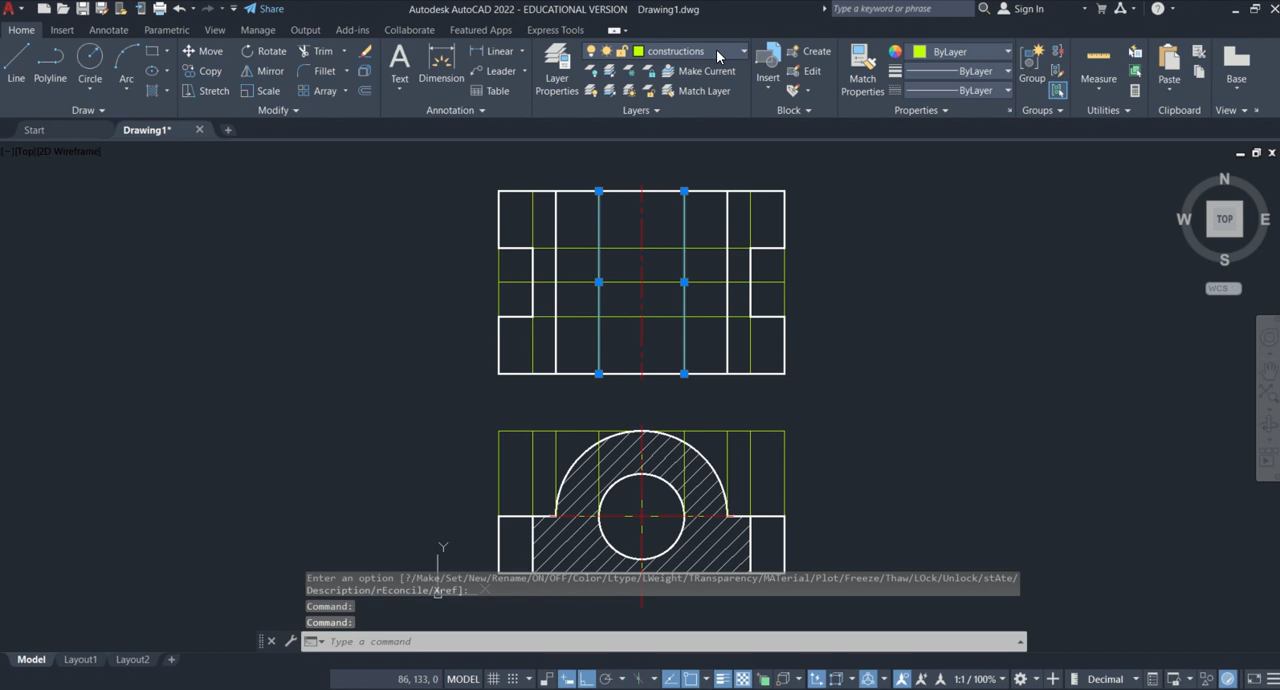 Share
Autodesk AutoCAD 2022 - EDUCATIONAL VERSION Drawing1.dwg
Type a keyword or phrase
Sign In
Home Insert Annotate Parametric View Manage Output Add-ins Collaborate Featured Apps Express Tools
Line Polyline Circle Arc
Move Rotate Trim
Copy Mirror Fillet
Stretch Scale Array
Text Dimension
Linear
Leader
Table
Layer Properties
constructions
Make Current
Match Layer
Insert
Create
Edit
Match Properties
ByLayer
ByLayer
ByLayer
Group
Measure
Paste
Base
Draw Modify Annotation Layers Block Properties Groups Utilities Clipboard View
Start Drawing1*
[−][Top][2D Wireframe]
N
W TOP E
S
WCS
Y
Enter an option [?/Make/Set/New/Rename/ON/OFF/Color/Ltype/LWeight/TRansparency/MATerial/Plot/Freeze/Thaw/LOck/Unlock/stAte/
Description/rEconcile/Xref]:
Command:
Command:
Type a command
Model Layout1 Layout2
86, 133, 0 MODEL 1:1 / 100% Decimal